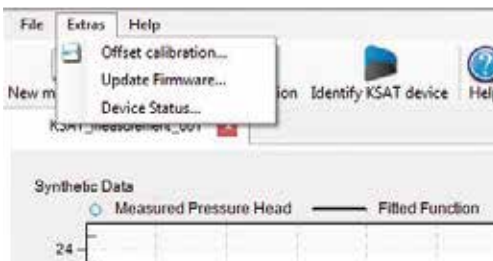 File Extras Help
Offset calibration...
Update Firmware...
Device Status...
New m ion Identify KSAT device Help
KSAT_measurement_001
Synthetic Data
Measured Pressure Head Fitted Function
24